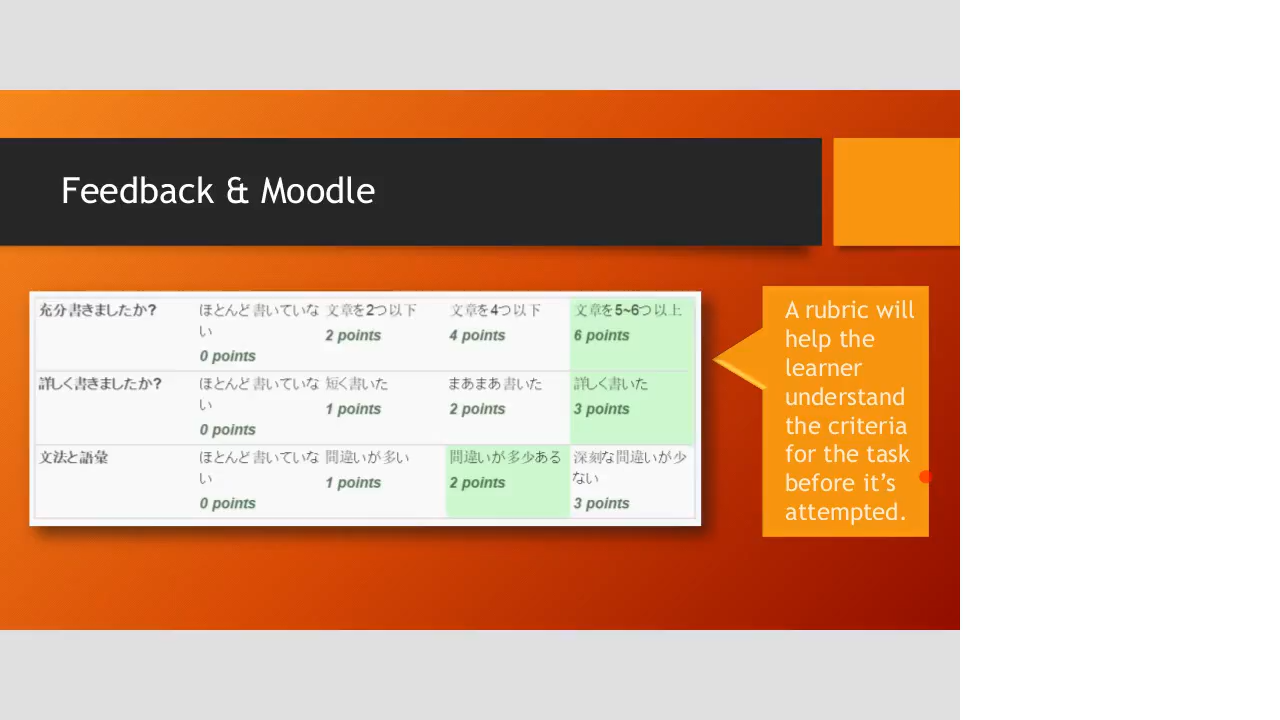 Feedback & Moodle
充分書きましたか?
ほとんど書いていな
い
0 points
文章を2つ以下
2 points
文章を4つ以下
4 points
文章を5~6つ以上
6 points
詳しく書きましたか?
ほとんど書いていな
い
0 points
短く書いた
1 points
まあまあ書いた
2 points
詳しく書いた
3 points
文法と語彙
ほとんど書いていな
い
0 points
間違いが多い
1 points
間違いが多少ある
2 points
深刻な間違いが少
ない
3 points
A rubric will
help the
learner
understand
the criteria
for the task
before it’s
attempted.